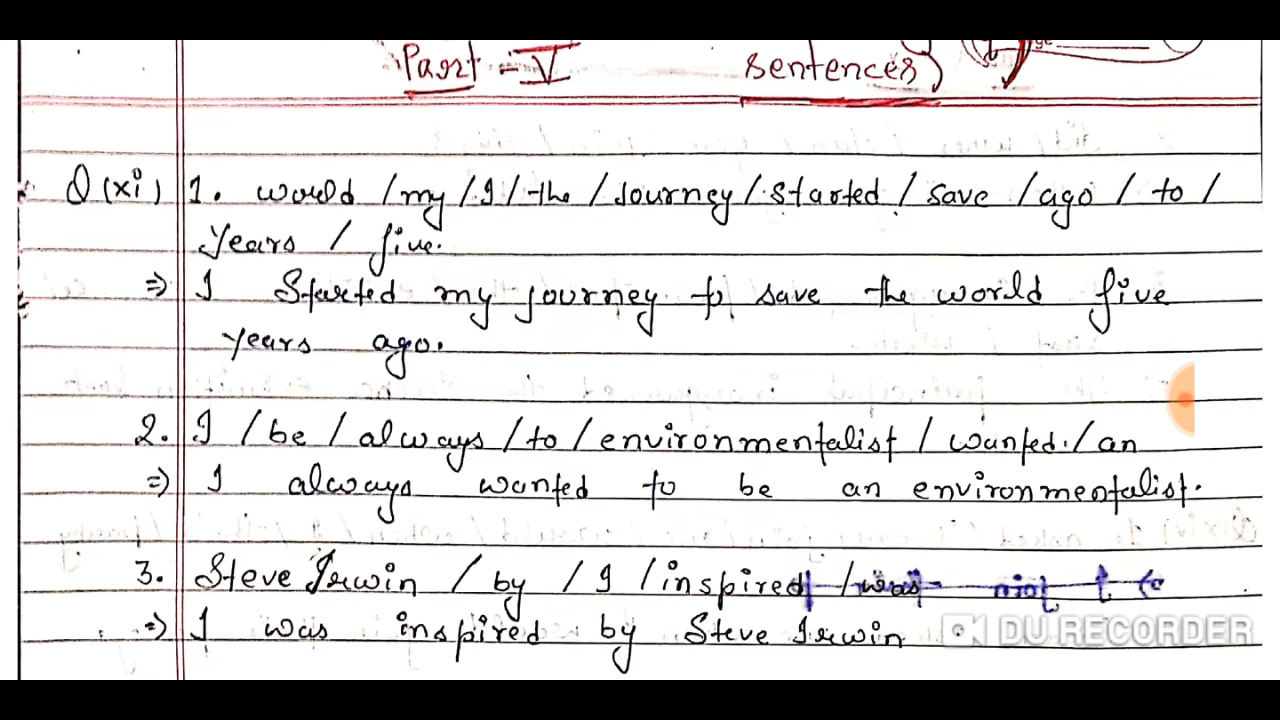 Part - V sentences)
Q(xi) 1. world / my / I / the / Journey / started / save / ago / to /
years / five.
⇒ I Started my journey to save the world five
years ago.
2. I / be / always / to / environmentalist / wanted / an
⇒ I always wanted to be an environmentalist.
3. Steve Irwin / by / I / inspired / was
⇒ I was inspired by Steve Irwin .
DU RECORDER